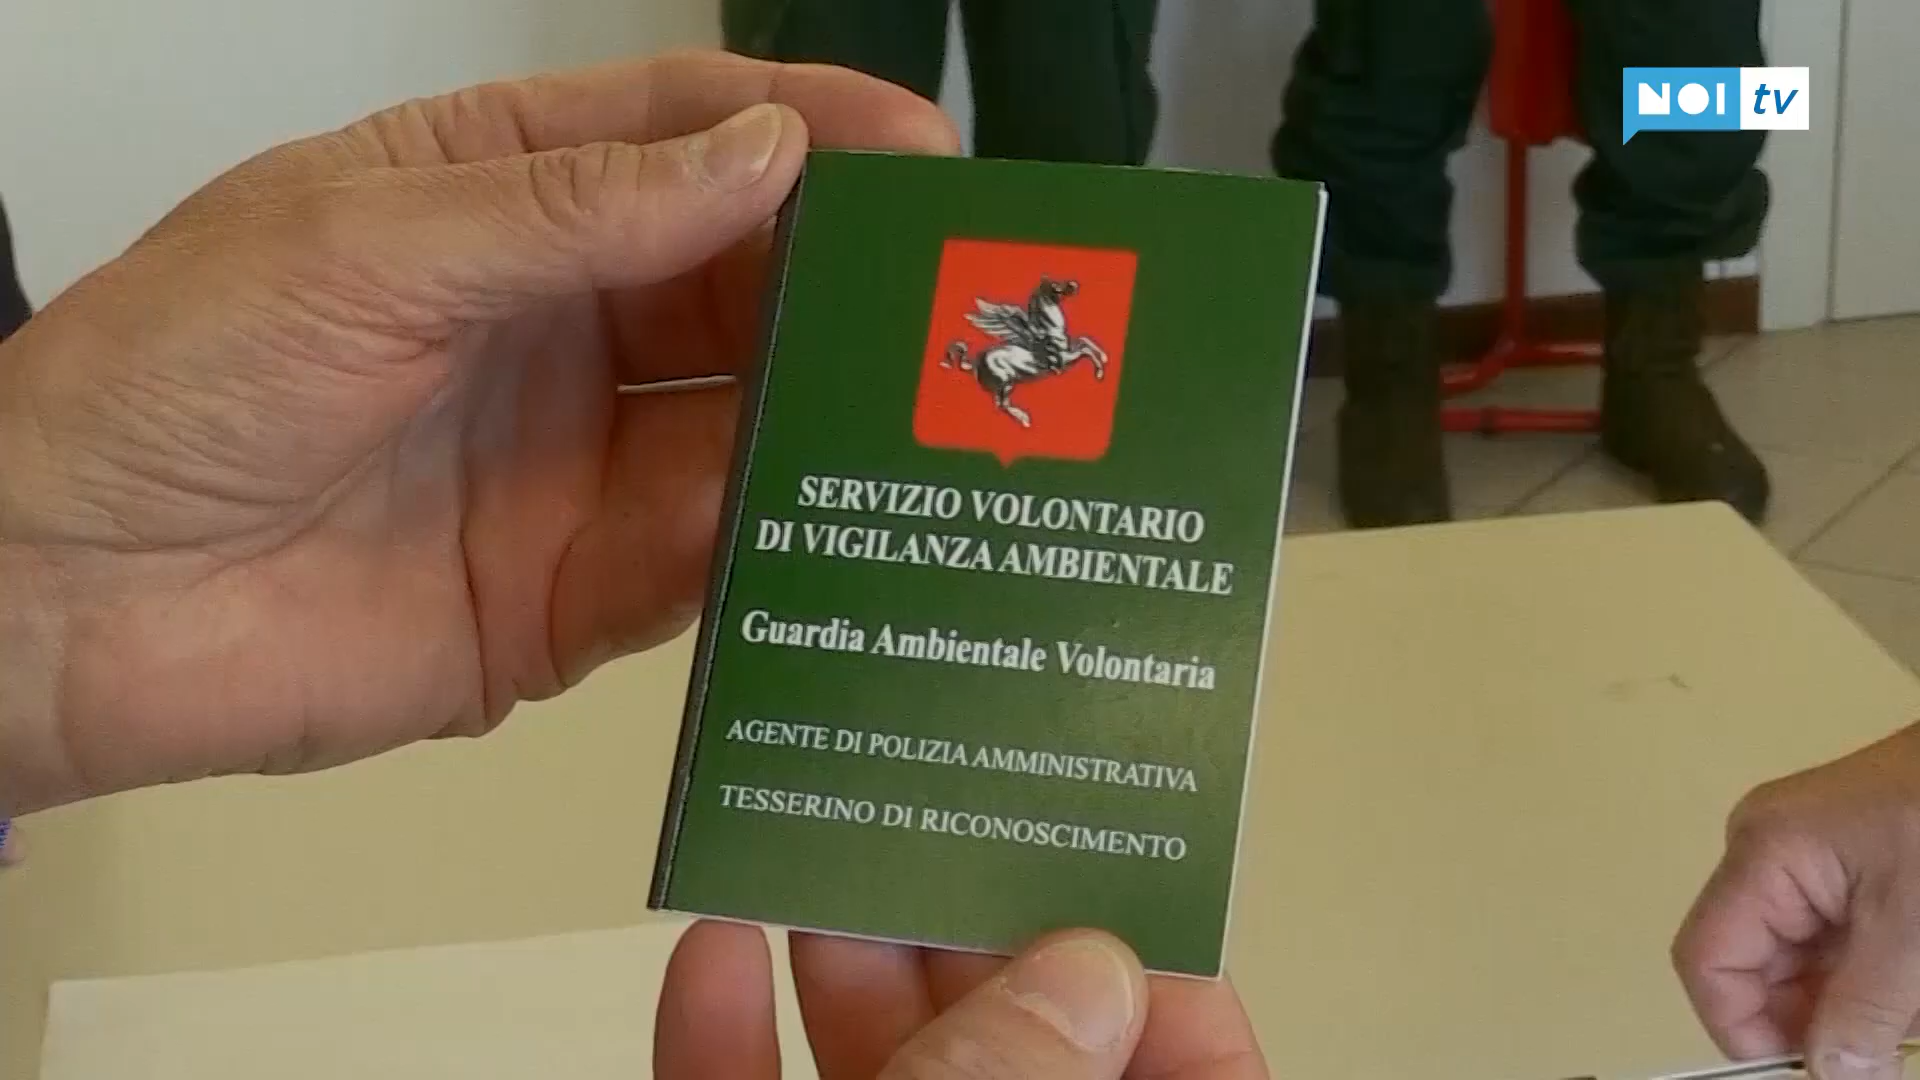 NOI tv
SERVIZIO VOLONTARIO
DI VIGILANZA AMBIENTALE
Guardia Ambientale Volontaria
AGENTE DI POLIZIA AMMINISTRATIVA
TESSERINO DI RICONOSCIMENTO